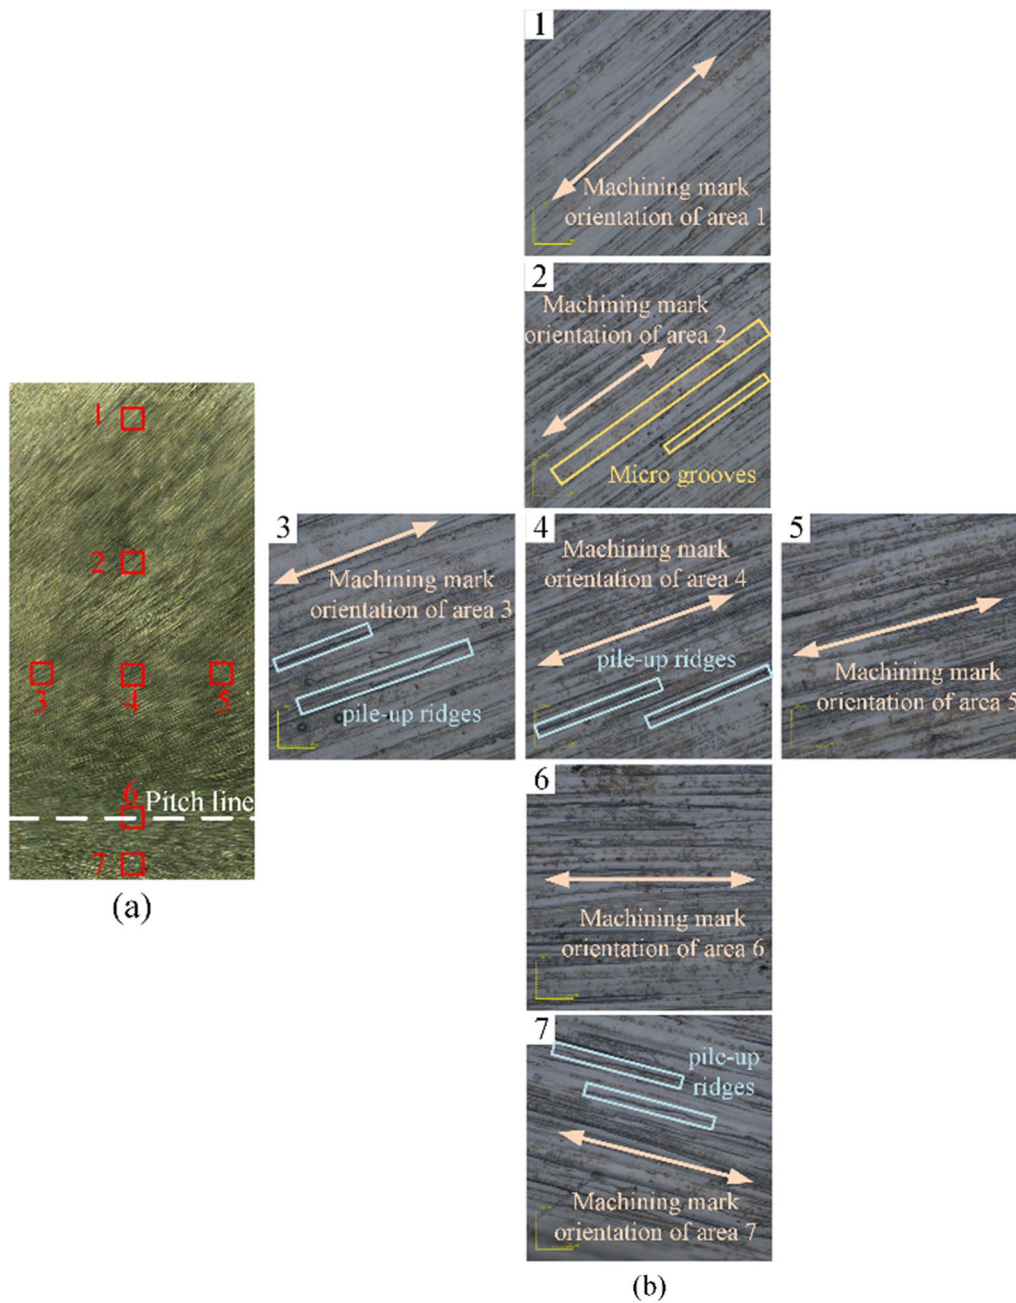 1
Machining mark
orientation of area 1
2
Machining mark
orientation of area 2
Micro grooves
1
2
3
4
5
6
Pitch line
7
(a)
3
Machining mark
orientation of area 3
pile-up ridges
4
Machining mark
orientation of area 4
pile-up ridges
5
Machining mark
orientation of area 5
6
Machining mark
orientation of area 6
7
pile-up
ridges
Machining mark
orientation of area 7
(b)